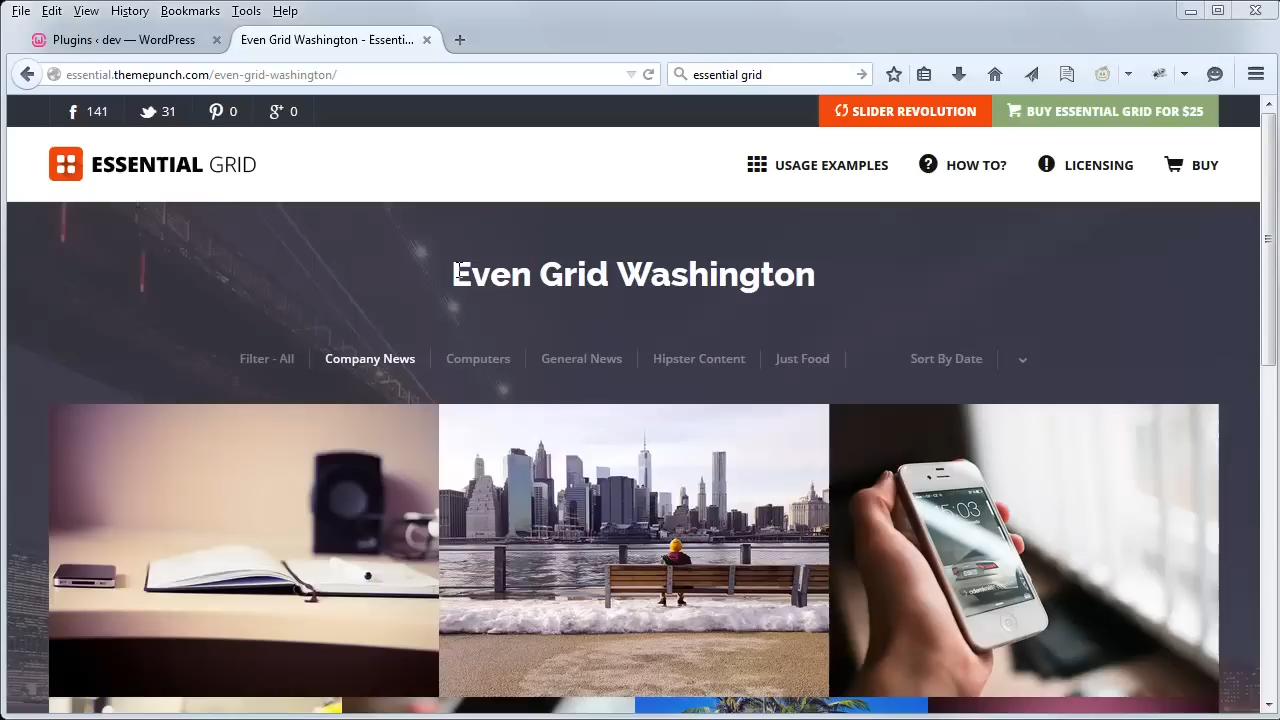 File Edit View History Bookmarks Tools Help
Plugins ‹ dev — WordPress
Even Grid Washington - Essenti...
essential.themepunch.com/even-grid-washington/
essential grid
141 31 0 0
SLIDER REVOLUTION
BUY ESSENTIAL GRID FOR $25
ESSENTIAL GRID
USAGE EXAMPLES
HOW TO?
LICENSING
BUY
Even Grid Washington
Filter - All
Company News
Computers
General News
Hipster Content
Just Food
Sort By Date